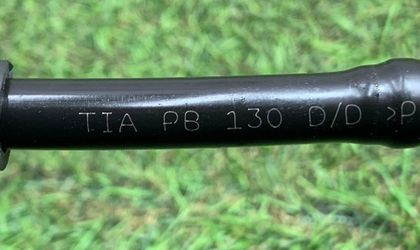 TIA PB 130 D/D >P